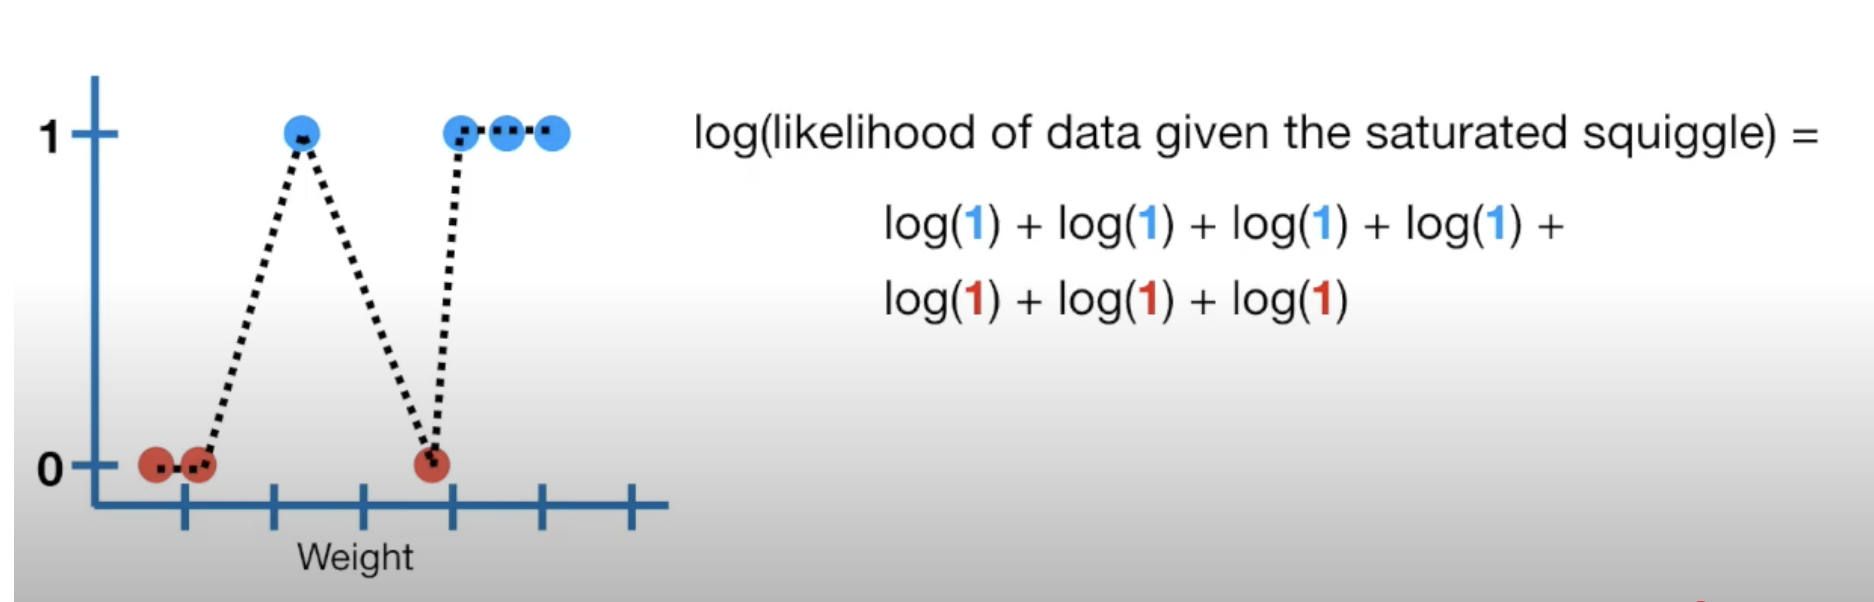 1
0
Weight
log(likelihood of data given the saturated squiggle) =
log(1) + log(1) + log(1) + log(1) +
log(1) + log(1) + log(1)